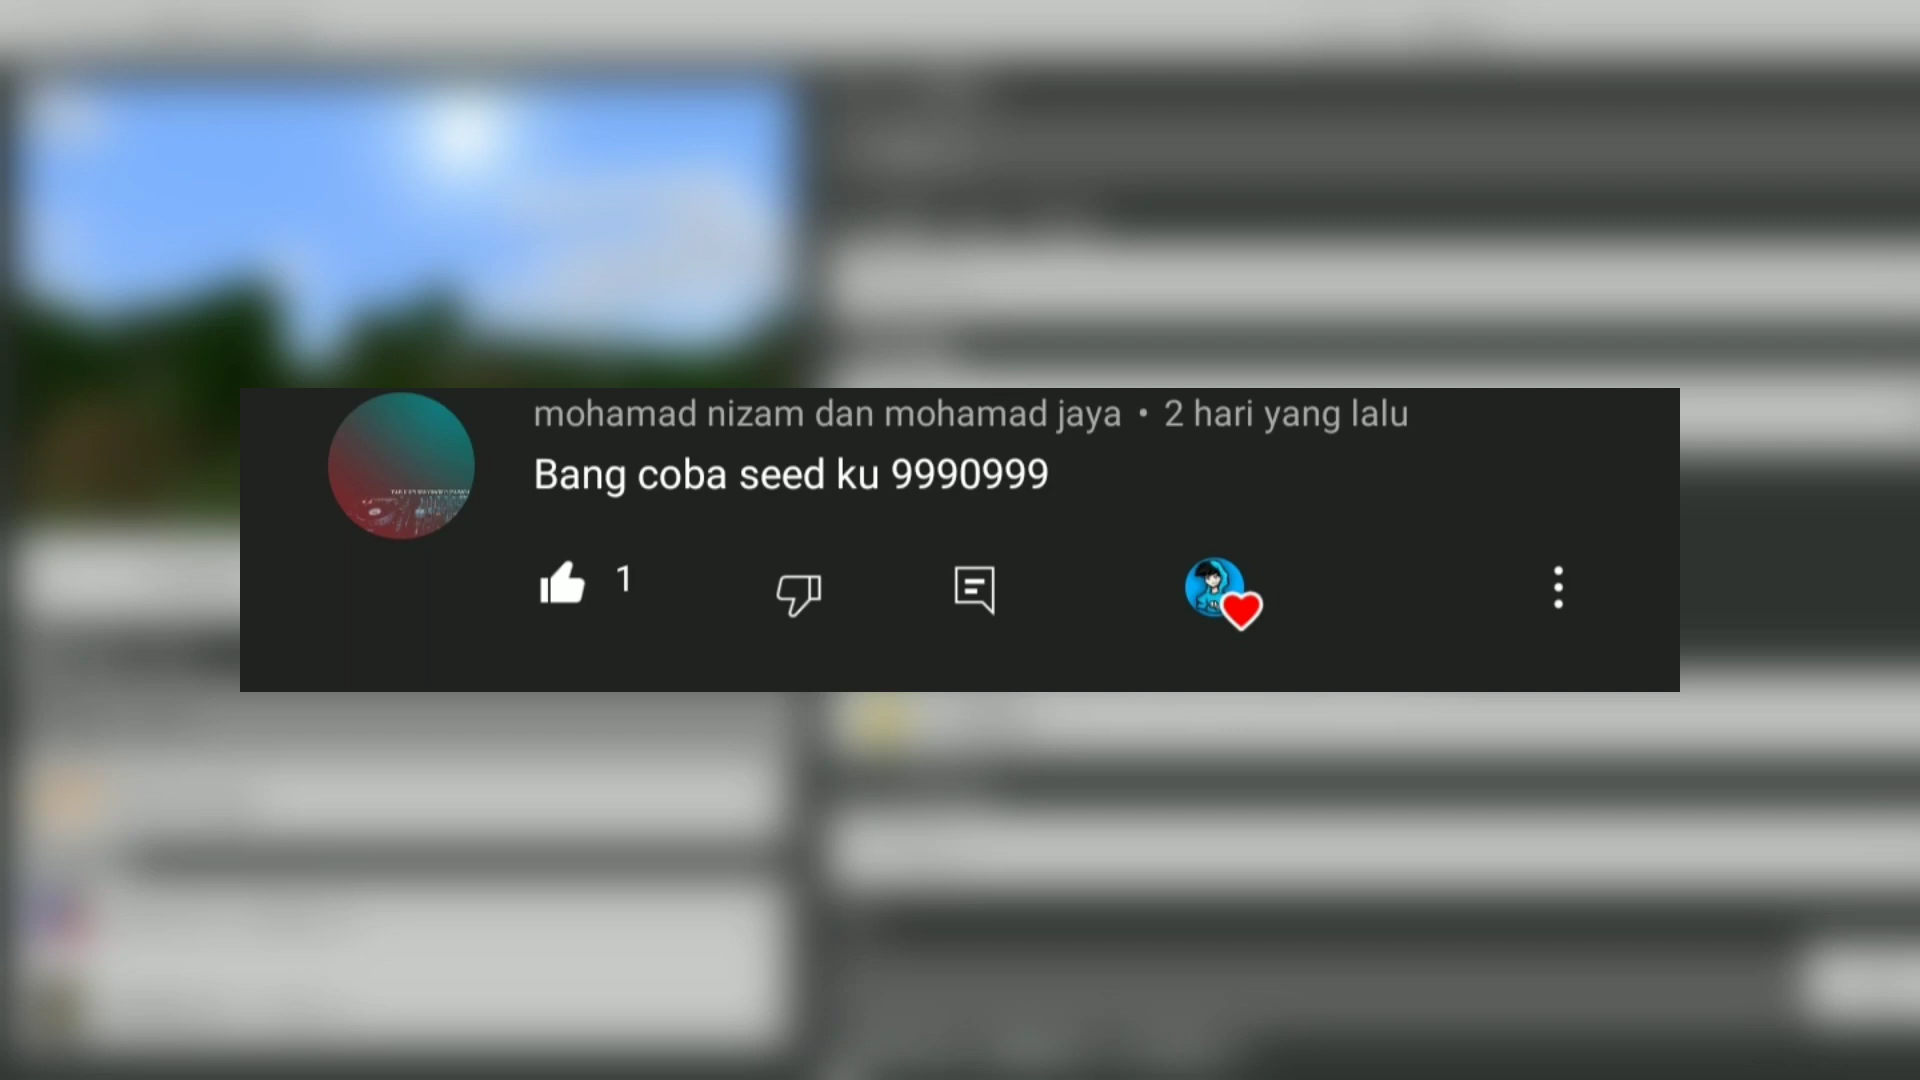 mohamad nizam dan mohamad jaya • 2 hari yang lalu
Bang coba seed ku 9990999
1